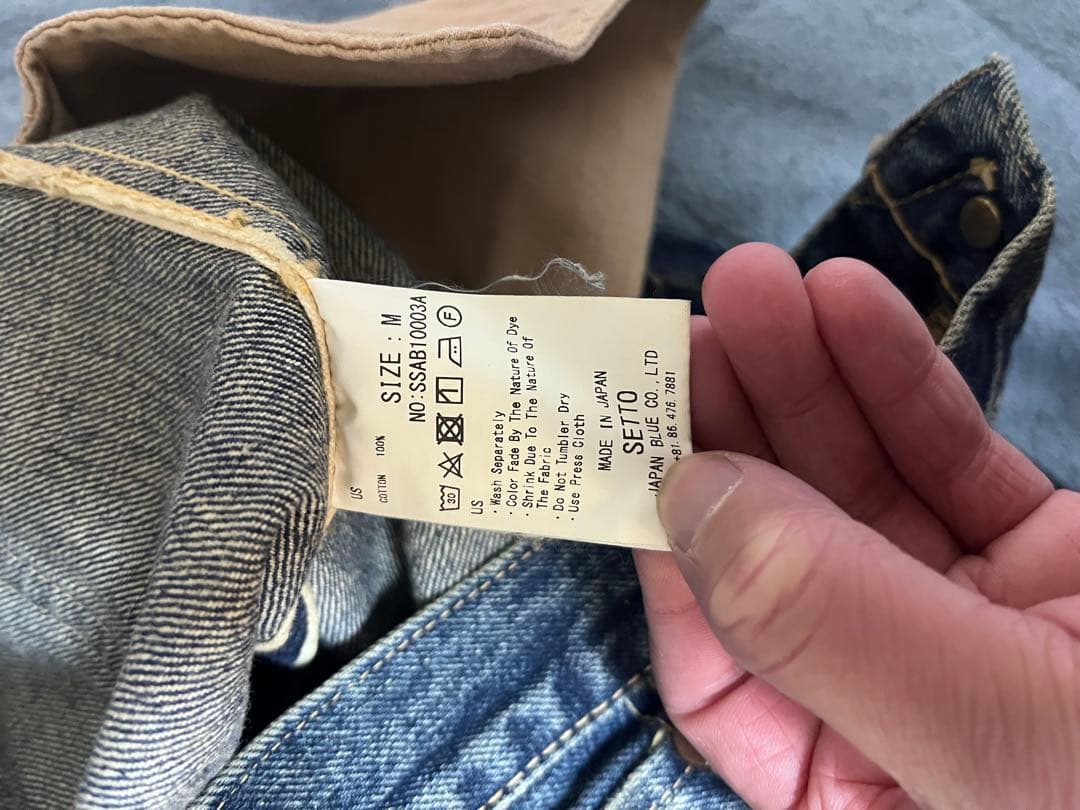 US
COTTON 100%
SIZE : M
NO:SSAB10003A
30
F
US
・Wash Separately
・Color Fade By The Nature Of Dye
・Shrink Due To The Nature Of
The Fabric
・Do Not Tumbler Dry
・Use Press Cloth
MADE IN JAPAN
SETTO
JAPAN BLUE CO., LTD
+81. 86. 476. 7881